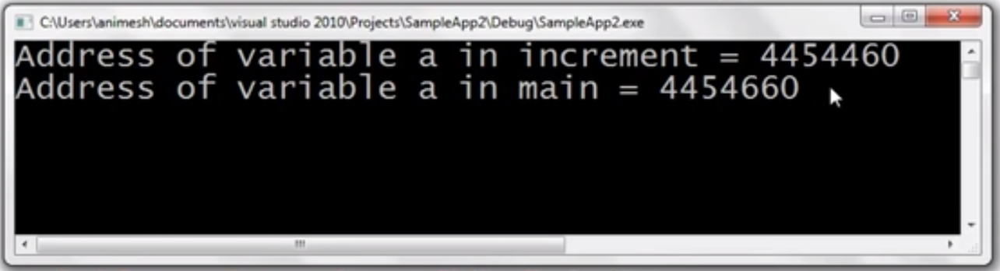 C:\Users\animesh\documents\visual studio 2010\Projects\SampleApp2\Debug\SampleApp2.exe
Address of variable a in increment = 4454460
Address of variable a in main = 4454660